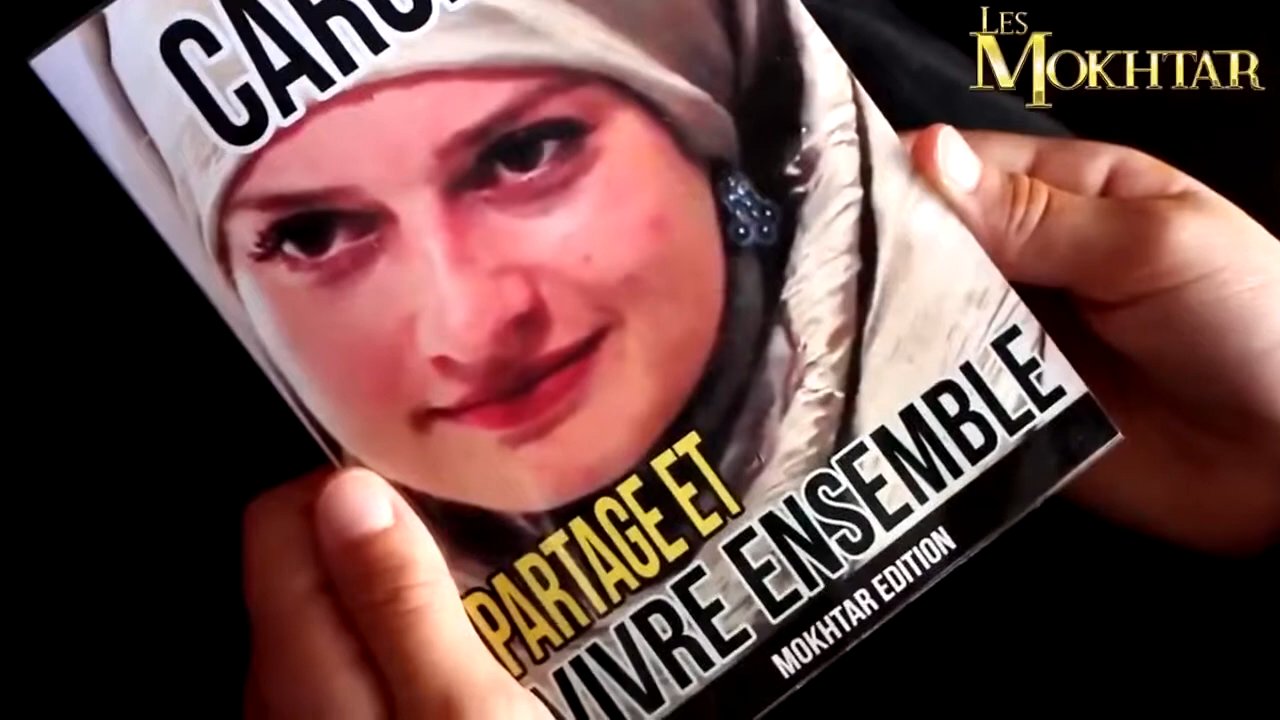 LES
MOKHTAR
PARTAGE ET
VIVRE ENSEMBLE
MOKHTAR EDITION